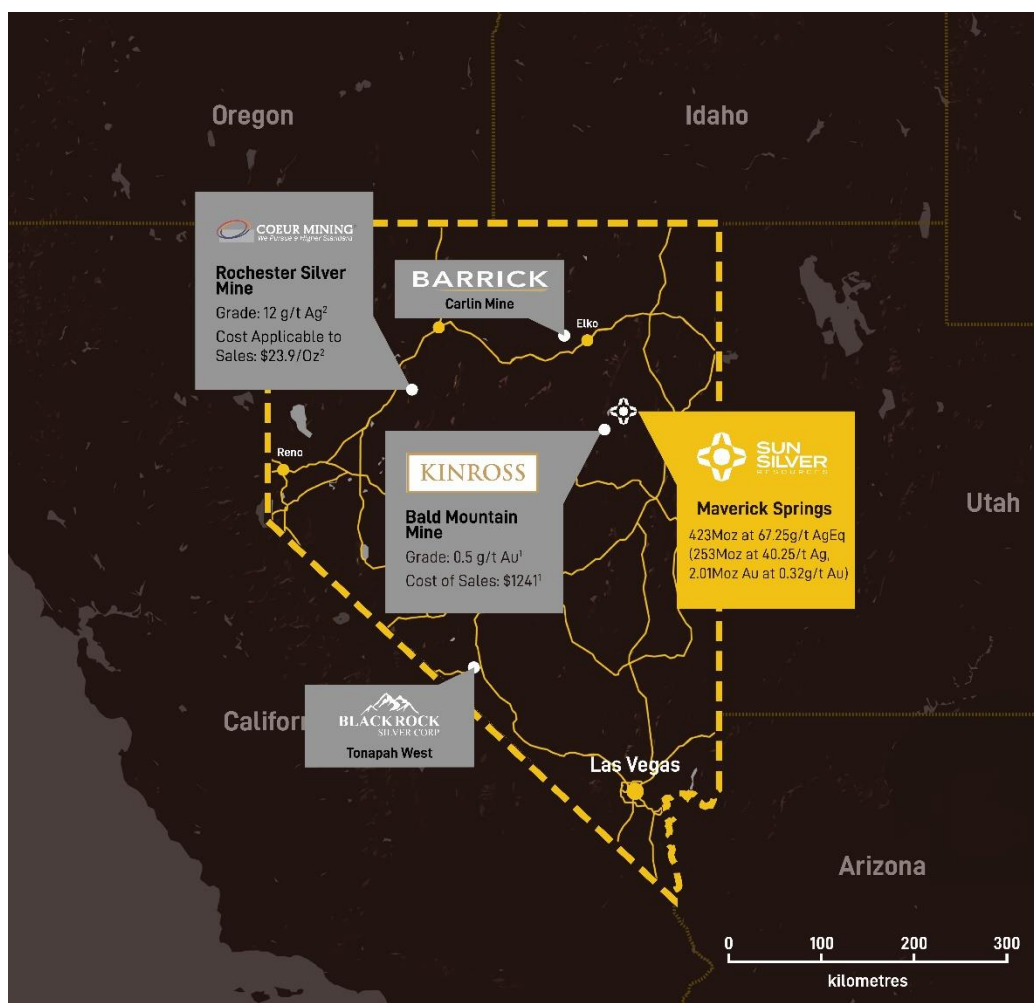 Oregon
Idaho
COEUR MINING
We Pursue a Higher Standard
Rochester Silver
Mine
Grade: 12 g/t Ag²
Cost Applicable to
Sales: $23.9/Oz²
BARRICK
Carlin Mine
Elko
Reno
KINROSS
Bald Mountain
Mine
Grade: 0.5 g/t Au¹
Cost of Sales: $1241¹
SUN
SILVER
RESOURCES
Maverick Springs
423Moz at 67.25g/t AgEq
(253Moz at 40.25/t Ag,
2.01Moz Au at 0.32g/t Au)
Utah
BLACKROCK
SILVER CORP
Tonapah West
Califor
Las Vegas
Arizona
0 100 200 300
kilometres